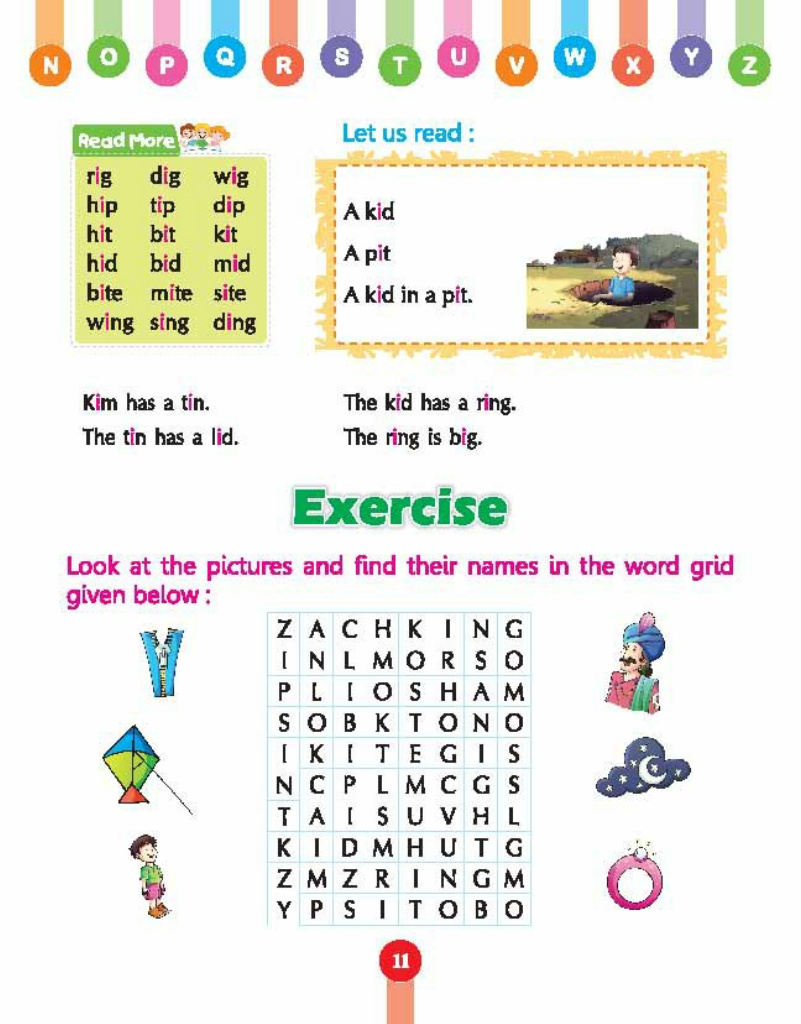 N O P Q R S T U V W X Y Z
Read More
rig dig wig
hip tip dip
hit bit kit
hid bid mid
bite mite site
wing sing ding
Let us read :
A kid
A pit
A kid in a pit.
Kim has a tin.
The tin has a lid.
The kid has a ring.
The ring is big.
Exercise
Look at the pictures and find their names in the word grid
given below :
Z A C H K I N G
I N L M O R S O
P L I O S H A M
S O B K T O N O
I K I T E G I S
N C P L M C G S
T A I S U V H L
K I D M H U T G
Z M Z R I N G M
Y P S I T O B O
11